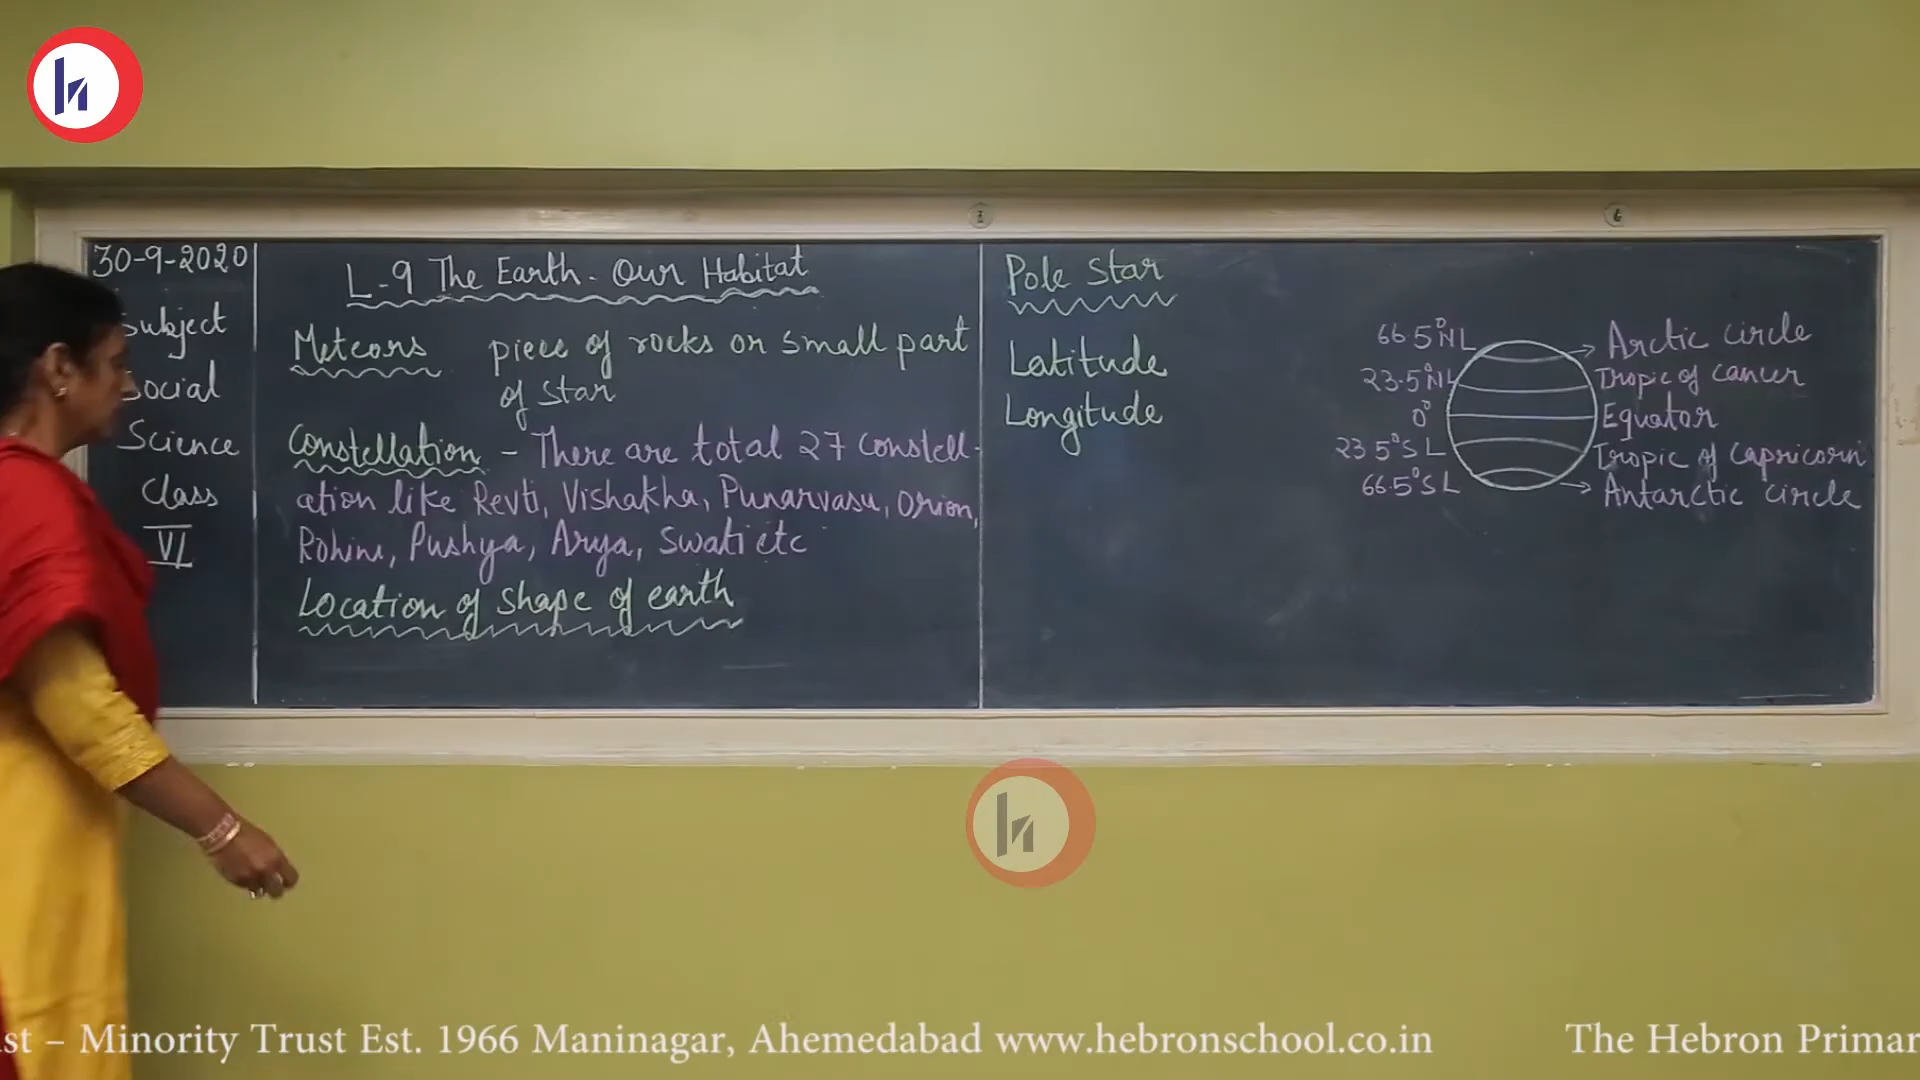 30-9-2020
Subject
Social
Science
Class
VI
L-9 The Earth - Our Habitat
Meteors piece of rocks or small part
of star
Constellation - There are total 27 constell-
ation like Revti, Vishakha, Punarvasu, Orion,
Rohini, Pushya, Arya, Swati etc
Location of shape of earth
Pole Star
Latitude
Longitude
66.5°NL Arctic circle
23.5°NL Tropic of cancer
0° Equator
23.5°SL Tropic of Capricorin
66.5°SL Antarctic circle
st – Minority Trust Est. 1966 Maninagar, Ahemedabad www.hebronschool.co.in The Hebron Primar